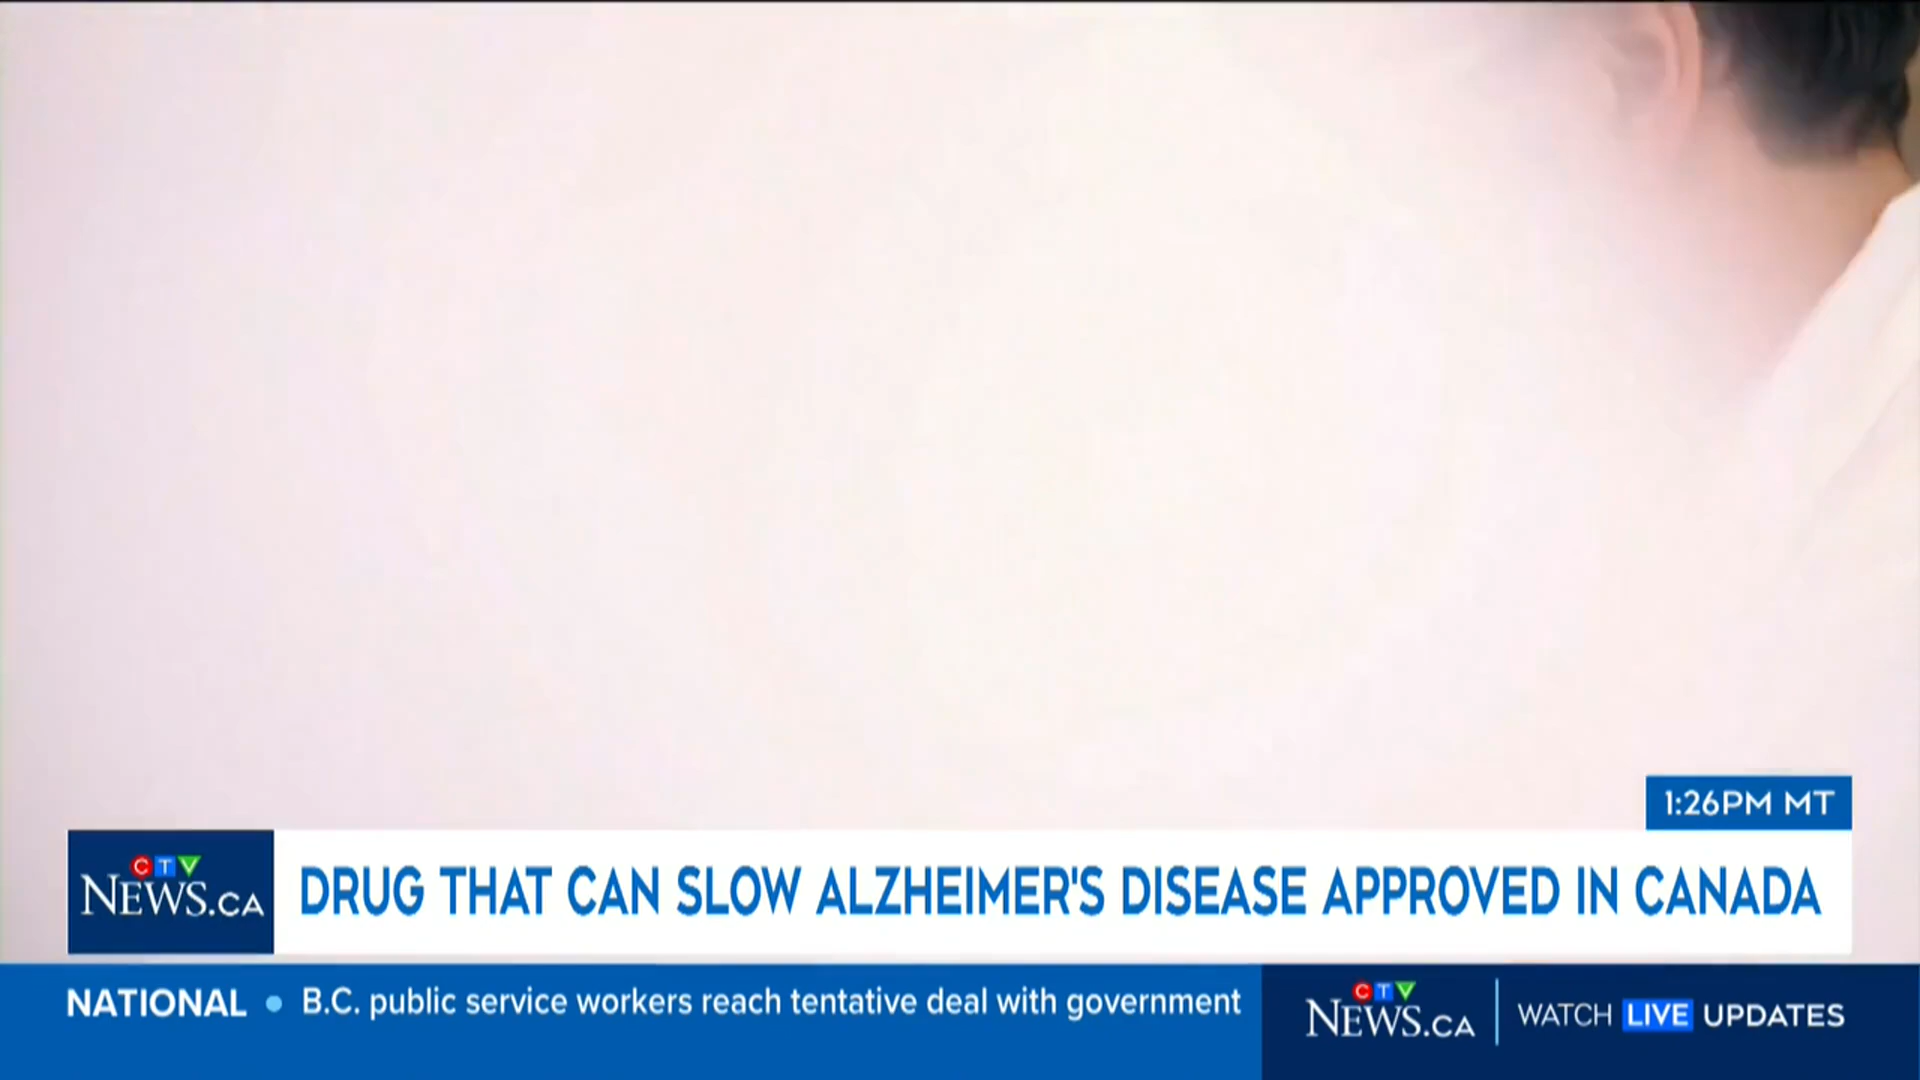 1:26PM MT
CTV
NEWS.CA
DRUG THAT CAN SLOW ALZHEIMER'S DISEASE APPROVED IN CANADA
NATIONAL • B.C. public service workers reach tentative deal with government
CTV
NEWS.CA
WATCH LIVE UPDATES